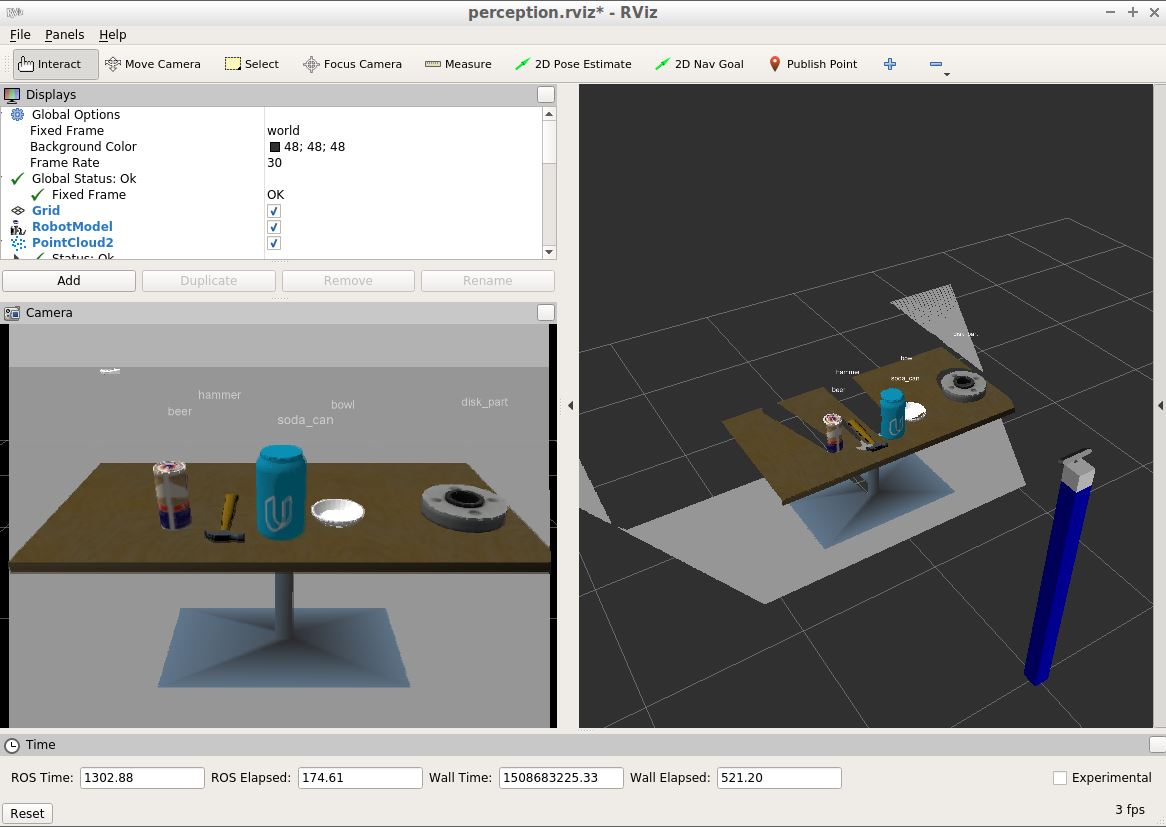 perception.rviz* - RViz
File Panels Help
Interact Move Camera Select Focus Camera Measure 2D Pose Estimate 2D Nav Goal Publish Point
Displays
Global Options
Fixed Frame world
Background Color 48; 48; 48
Frame Rate 30
Global Status: Ok
Fixed Frame OK
Grid
RobotModel
PointCloud2
Status: Ok
Add Duplicate Remove Rename
Camera
hammer
beer
bowl
disk_part
soda_can
disk_part
bowl
hammer
soda_can
beer
Time
ROS Time: 1302.88 ROS Elapsed: 174.61 Wall Time: 1508683225.33 Wall Elapsed: 521.20 Experimental
Reset
3 fps